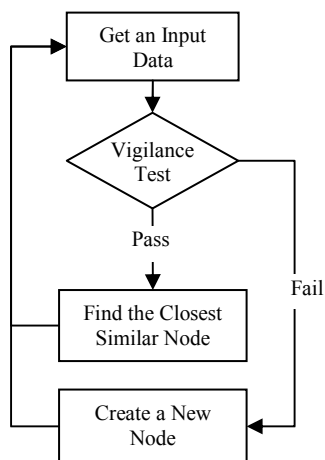 Get an Input
Data
Vigilance
Test
Pass
Fail
Find the Closest
Similar Node
Create a New
Node